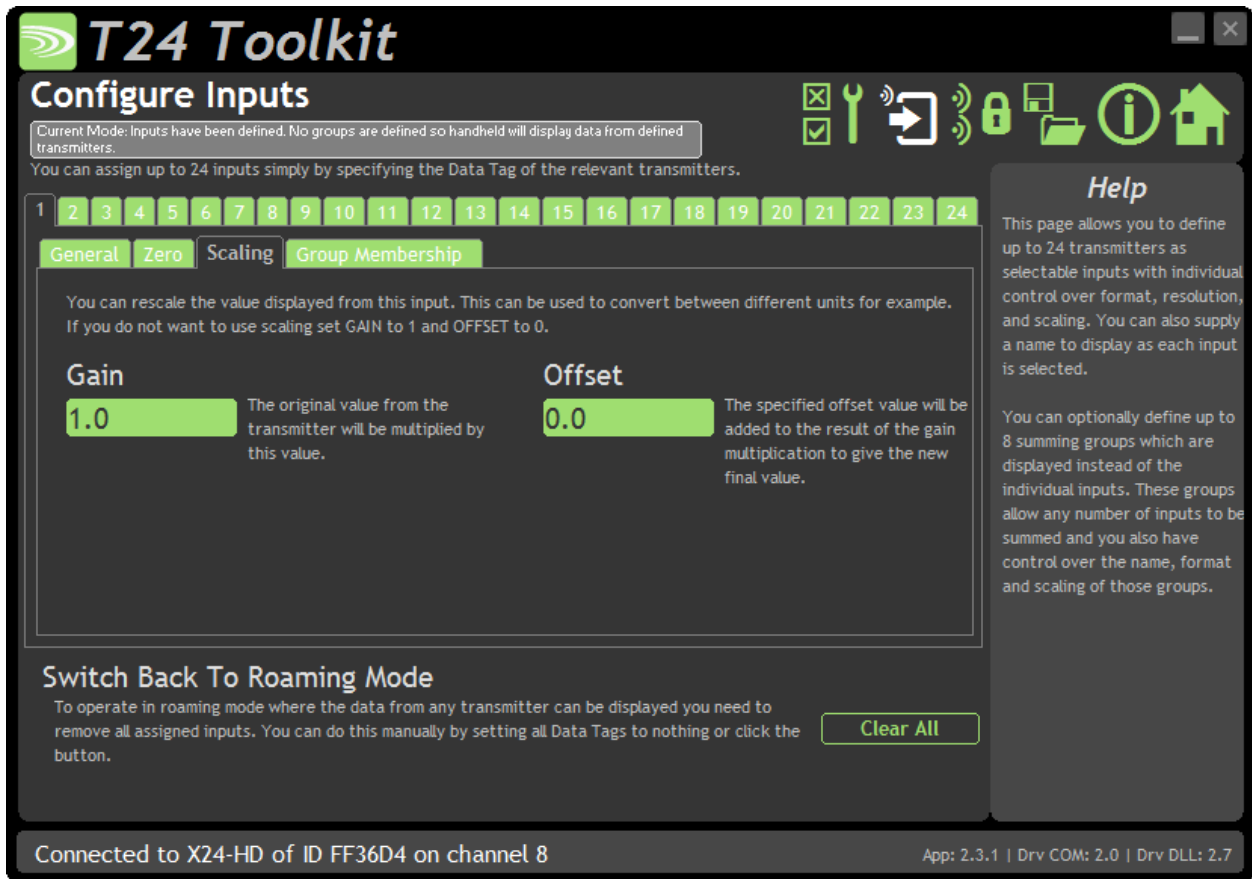 T24 Toolkit
Configure Inputs
Current Mode: Inputs have been defined. No groups are defined so handheld will display data from defined
transmitters.
You can assign up to 24 inputs simply by specifying the Data Tag of the relevant transmitters.
1 2 3 4 5 6 7 8 9 10 11 12 13 14 15 16 17 18 19 20 21 22 23 24
General Zero Scaling Group Membership
You can rescale the value displayed from this input. This can be used to convert between different units for example.
If you do not want to use scaling set GAIN to 1 and OFFSET to 0.
Gain
1.0
The original value from the
transmitter will be multiplied by
this value.
Offset
0.0
The specified offset value will be
added to the result of the gain
multiplication to give the new
final value.
Switch Back To Roaming Mode
To operate in roaming mode where the data from any transmitter can be displayed you need to
remove all assigned inputs. You can do this manually by setting all Data Tags to nothing or click the
button.
Clear All
Help
This page allows you to define
up to 24 transmitters as
selectable inputs with individual
control over format, resolution,
and scaling. You can also supply
a name to display as each input
is selected.
You can optionally define up to
8 summing groups which are
displayed instead of the
individual inputs. These groups
allow any number of inputs to be
summed and you also have
control over the name, format
and scaling of those groups.
Connected to X24-HD of ID FF36D4 on channel 8
App: 2.3.1 | Drv COM: 2.0 | Drv DLL: 2.7